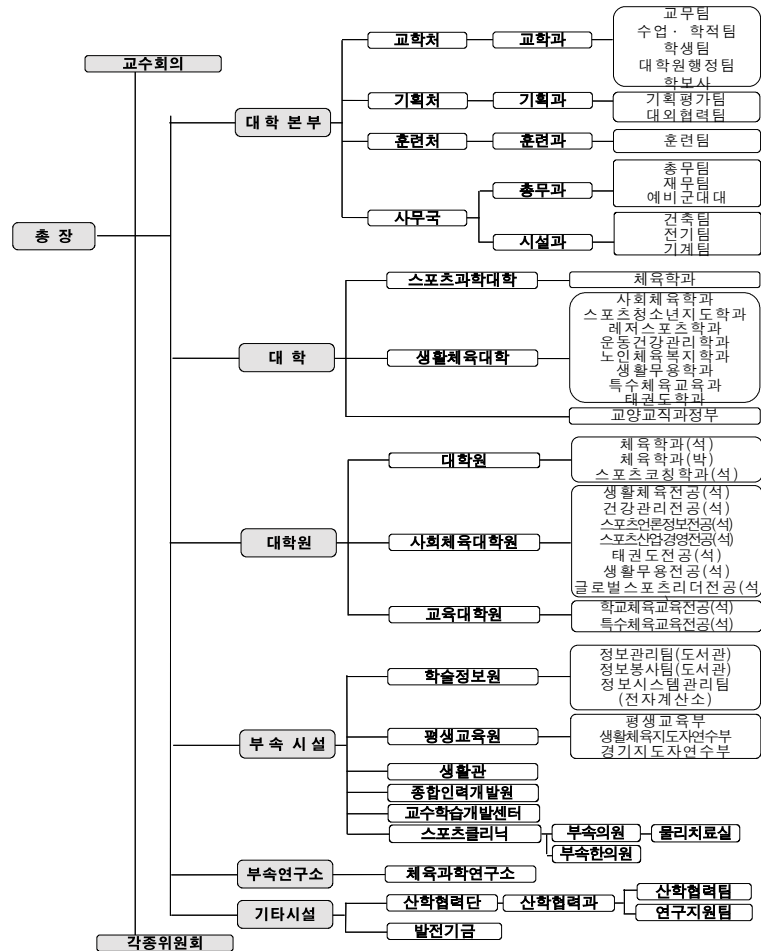 교수회의
총 장
각종위원회
대 학 본 부
교학처
교학과
교무팀
수업 · 학적팀
학생팀
대학원행정팀
학보사
기획처
기획과
기획평가팀
대외협력팀
훈련처
훈련과
훈련팀
사무국
총무과
총무팀
재무팀
예비군대대
시설과
건축팀
전기팀
기계팀
대 학
스포츠과학대학
체육학과
생활체육대학
사회체육학과
스포츠청소년지도학과
레저스포츠학과
운동건강관리학과
노인체육복지학과
생활무용학과
특수체육교육과
태권도학과
교양교직과정부
대학원
대학원
체육학과(석)
체육학과(박)
스포츠코칭학과(석)
사회체육대학원
생활체육전공(석)
건강관리전공(석)
스포츠언론정보전공(석)
스포츠산업경영전공(석)
태권도전공(석)
생활무용전공(석)
글로벌스포츠리더전공(석
교육대학원
학교체육교육전공(석)
특수체육교육전공(석)
부 속 시 설
학술정보원
정보관리팀(도서관)
정보봉사팀(도서관)
정보시스템관리팀
(전자계산소)
평생교육원
평생교육부
생활체육지도자연수부
경기지도자연수부
생활관
종합인력개발원
교수학습개발센터
스포츠클리닉
부속의원
물리치료실
부속한의원
부속연구소
체육과학연구소
기타시설
산학협력단
산학협력과
산학협력팀
연구지원팀
발전기금